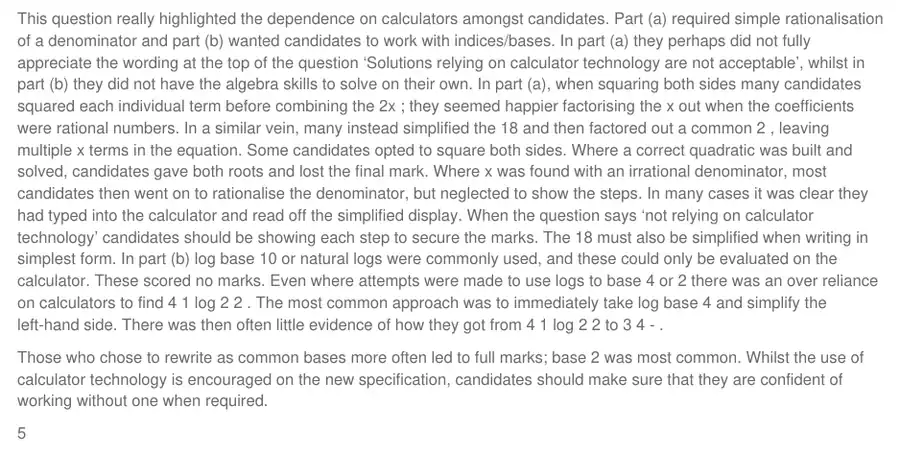 This question really highlighted the dependence on calculators amongst candidates. Part (a) required simple rationalisation
of a denominator and part (b) wanted candidates to work with indices/bases. In part (a) they perhaps did not fully
appreciate the wording at the top of the question ‘Solutions relying on calculator technology are not acceptable’, whilst in
part (b) they did not have the algebra skills to solve on their own. In part (a), when squaring both sides many candidates
squared each individual term before combining the 2x ; they seemed happier factorising the x out when the coefficients
were rational numbers. In a similar vein, many instead simplified the 18 and then factored out a common 2 , leaving
multiple x terms in the equation. Some candidates opted to square both sides. Where a correct quadratic was built and
solved, candidates gave both roots and lost the final mark. Where x was found with an irrational denominator, most
candidates then went on to rationalise the denominator, but neglected to show the steps. In many cases it was clear they
had typed into the calculator and read off the simplified display. When the question says ‘not relying on calculator
technology’ candidates should be showing each step to secure the marks. The 18 must also be simplified when writing in
simplest form. In part (b) log base 10 or natural logs were commonly used, and these could only be evaluated on the
calculator. These scored no marks. Even where attempts were made to use logs to base 4 or 2 there was an over reliance
on calculators to find 4 1 log 2 2 . The most common approach was to immediately take log base 4 and simplify the
left-hand side. There was then often little evidence of how they got from 4 1 log 2 2 to 3 4 - .
Those who chose to rewrite as common bases more often led to full marks; base 2 was most common. Whilst the use of
calculator technology is encouraged on the new specification, candidates should make sure that they are confident of
working without one when required.
5